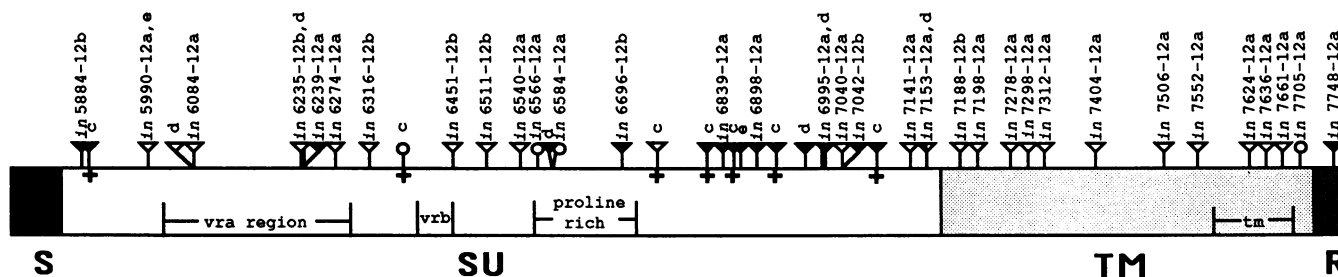 in 5884-12b
c
in 5990-12a,e
d
in 6084-12a
in 6235-12b,d
in 6239-12a
in 6274-12a
in 6316-12b
c
in 6451-12b
in 6511-12b
in 6540-12a
in 6566-12a
d
in 6584-12a
in 6696-12b
c
c
in 6839-12a
c
e
in 6898-12a
c
d
in 6995-12a,d
in 7040-12a
in 7042-12b
c
in 7141-12a
in 7153-12a,d
in 7188-12b
in 7198-12a
in 7278-12a
in 7298-12a
in 7312-12a
in 7404-12a
in 7506-12a
in 7552-12a
in 7624-12a
in 7636-12a
in 7661-12a
in 7705-12a
in 7748-12a
+ + + + + + + +
vra region
vrb
proline
rich
tm
S SU TM R